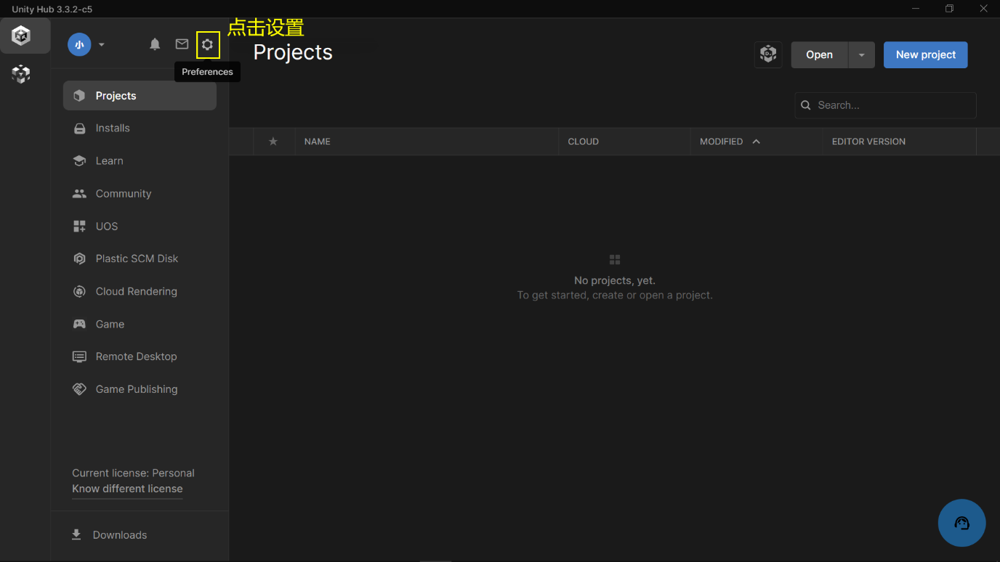 Unity Hub 3.3.2-c5
小
点击设置
Projects
Preferences
Open
New project
Projects
Installs
Learn
Community
UOS
Plastic SCM Disk
Cloud Rendering
Game
Remote Desktop
Game Publishing
Current license: Personal
Know different license
Downloads
Search...
NAME
CLOUD
MODIFIED
EDITOR VERSION
No projects, yet.
To get started, create or open a project.